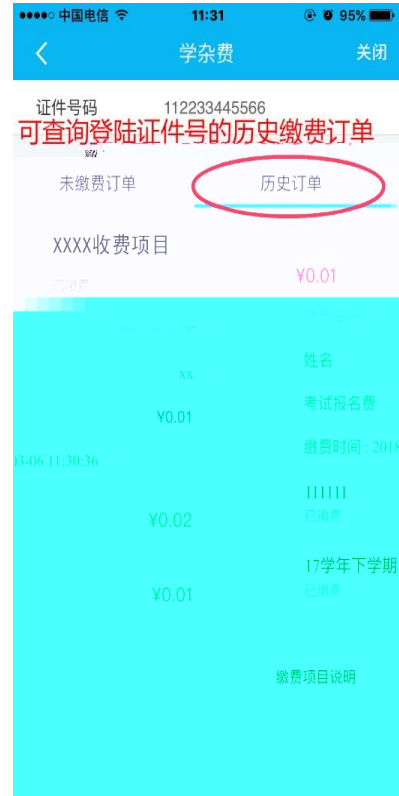 中国电信 11:31 95%
学杂费 关闭
证件号码 112233445566
可查询登陆证件号的历史缴费订单
未缴费订单 历史订单
XXXX收费项目
¥0.01
已缴费
姓名
xx
考试报名费
¥0.01
缴费时间 : 2018
03-06 11:30:36
111111
¥0.02 已缴费
17学年下学期
¥0.01 已缴费
缴费项目说明